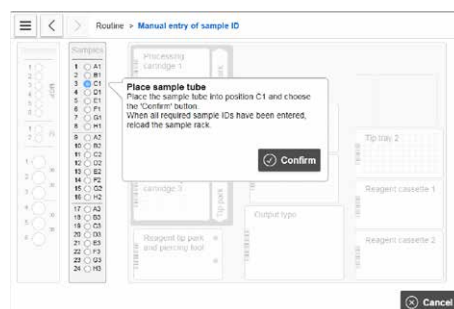 Routine > Manual entry of sample ID
Samples
Processing
cartridge 1
1 A1
2 B1
3 C1
4 D1
5 E1
6 F1
7 G1
8 H1
9 A2
10 B2
11 C2
12 D2
13 E2
14 F2
15 G2
16 H2
17 A3
18 B3
19 C3
20 D3
21 E3
22 F3
23 G3
24 H3
Place sample tube
Place the sample tube into position C1 and choose
the 'Confirm' button.
When all required sample IDs have been entered,
reload the sample rack.
Confirm
cartridge
Tip park
Output type
Reagent tip park
and piercing tool
Tip tray 2
Reagent cassette 1
Reagent cassette 2
Cancel